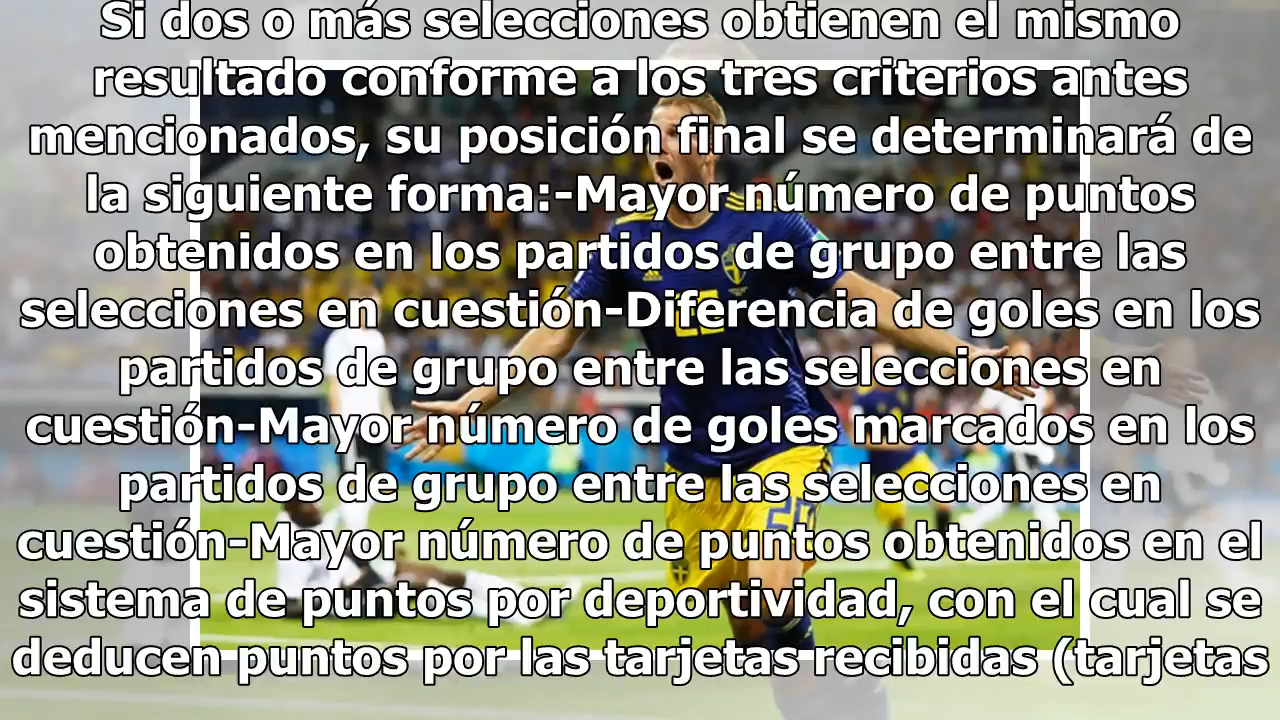 Si dos o más selecciones obtienen el mismo
resultado conforme a los tres criterios antes
mencionados, su posición final se determinará de
la siguiente forma:-Mayor número de puntos
obtenidos en los partidos de grupo entre las
selecciones en cuestión-Diferencia de goles en los
partidos de grupo entre las selecciones en
cuestión-Mayor número de goles marcados en los
partidos de grupo entre las selecciones en
cuestión-Mayor número de puntos obtenidos en el
sistema de puntos por deportividad, con el cual se
deducen puntos por las tarjetas recibidas (tarjetas